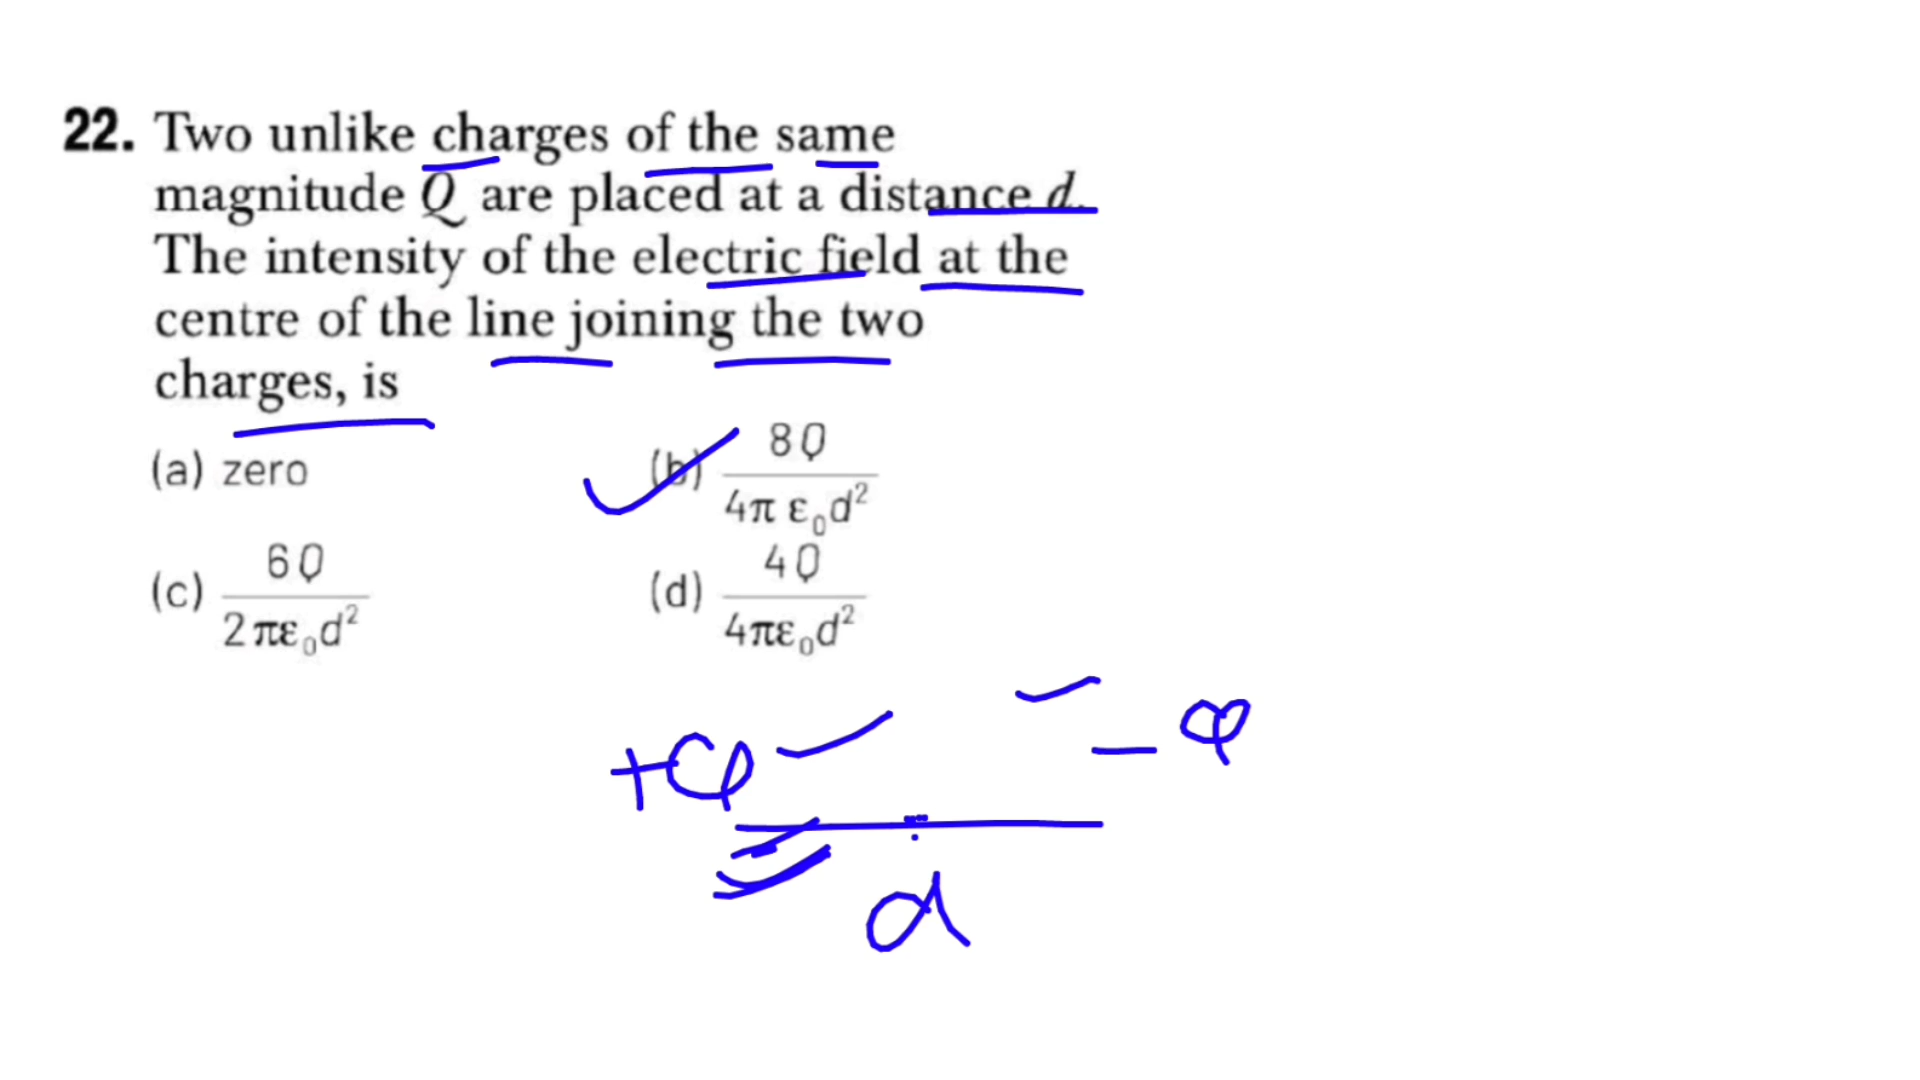 22. Two unlike charges of the same
magnitude Q are placed at a distance d.
The intensity of the electric field at the
centre of the line joining the two
charges, is
(a) zero (b) 8Q/4π ε₀d²
(c) 6Q/2πε₀d² (d) 4Q/4πε₀d²
+Q - Q
d